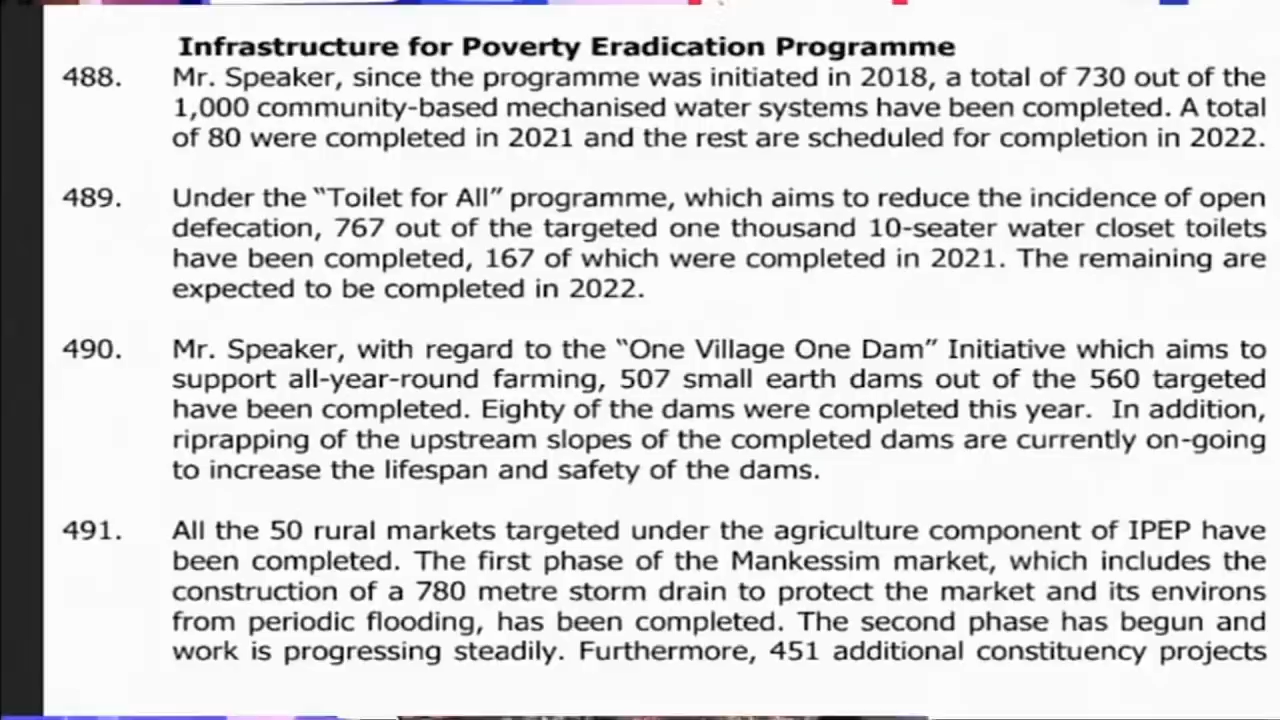 Infrastructure for Poverty Eradication Programme
488. Mr. Speaker, since the programme was initiated in 2018, a total of 730 out of the
1,000 community-based mechanised water systems have been completed. A total
of 80 were completed in 2021 and the rest are scheduled for completion in 2022.
489. Under the “Toilet for All” programme, which aims to reduce the incidence of open
defecation, 767 out of the targeted one thousand 10-seater water closet toilets
have been completed, 167 of which were completed in 2021. The remaining are
expected to be completed in 2022.
490. Mr. Speaker, with regard to the “One Village One Dam” Initiative which aims to
support all-year-round farming, 507 small earth dams out of the 560 targeted
have been completed. Eighty of the dams were completed this year. In addition,
riprapping of the upstream slopes of the completed dams are currently on-going
to increase the lifespan and safety of the dams.
491. All the 50 rural markets targeted under the agriculture component of IPEP have
been completed. The first phase of the Mankessim market, which includes the
construction of a 780 metre storm drain to protect the market and its environs
from periodic flooding, has been completed. The second phase has begun and
work is progressing steadily. Furthermore, 451 additional constituency projects